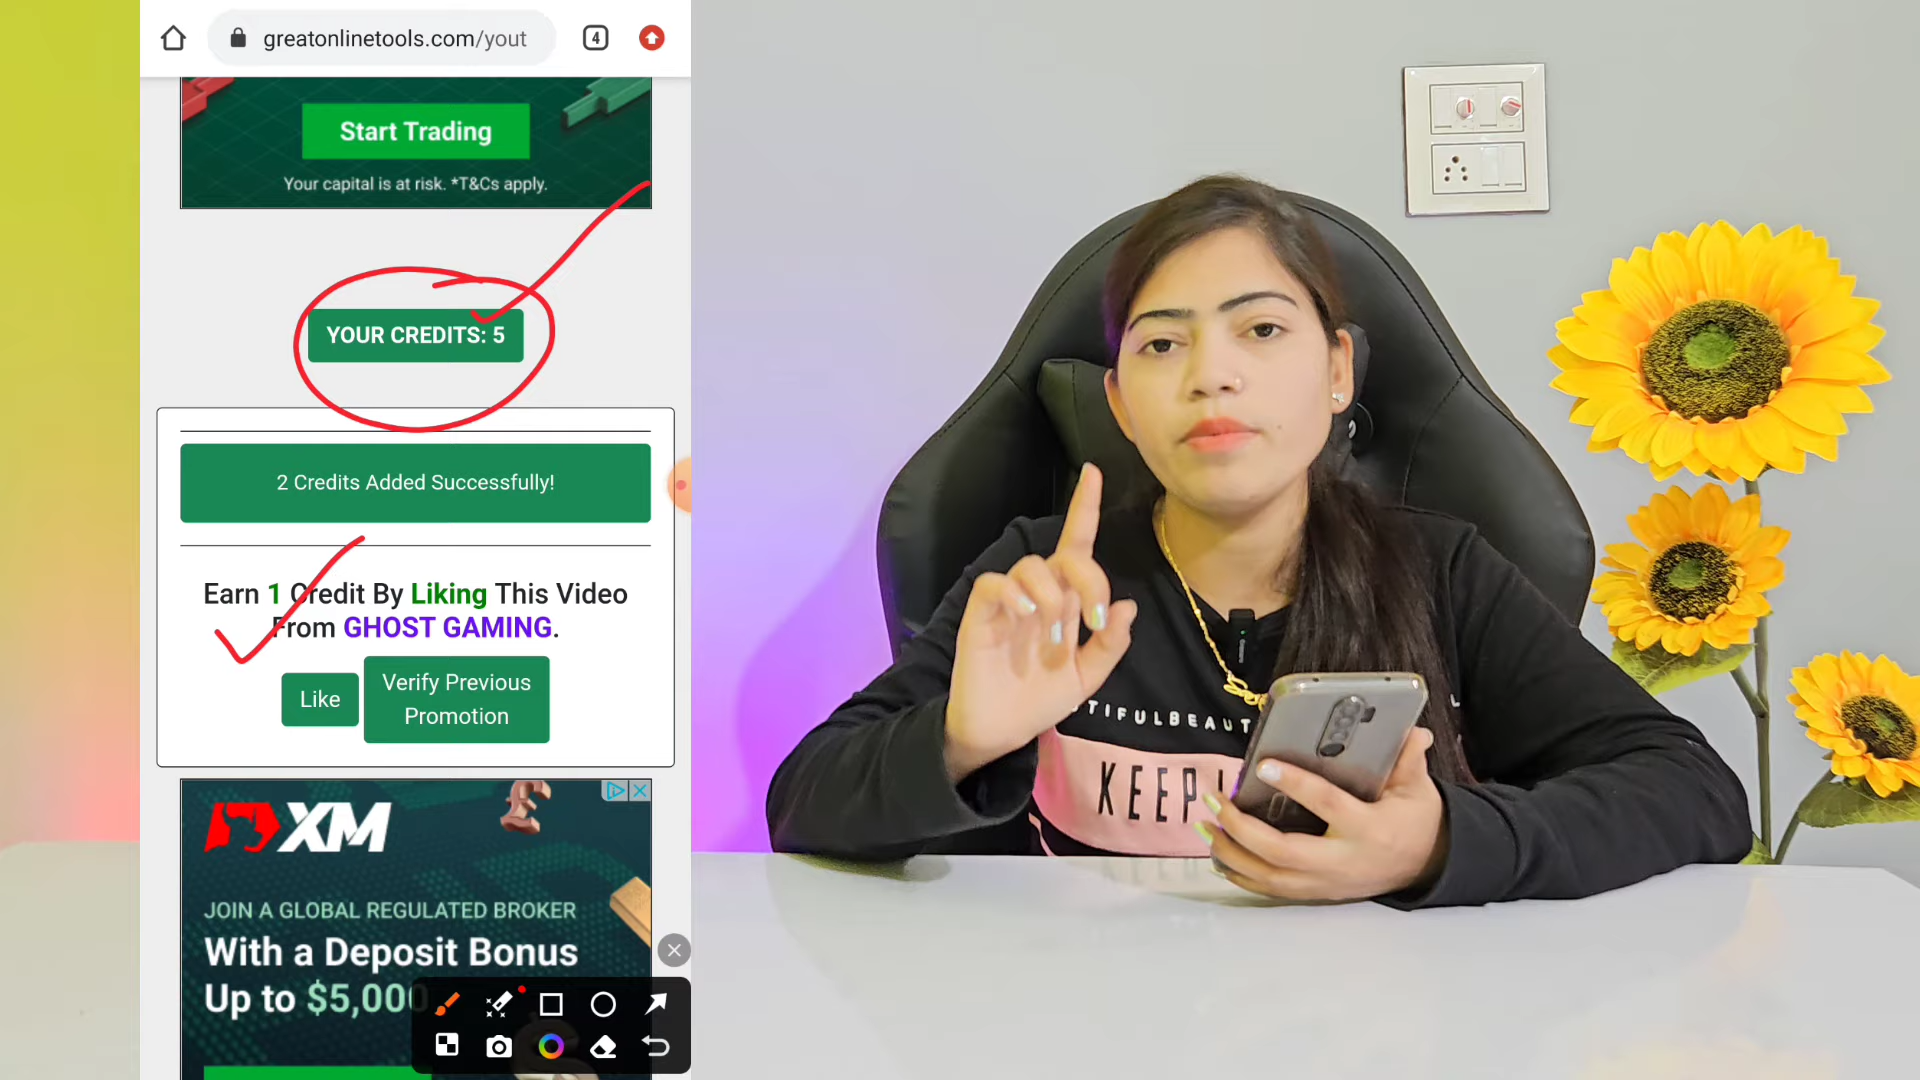 greatonlinetools.com/yout
4
Start Trading
Your capital is at risk. *T&Cs apply.
YOUR CREDITS: 5
2 Credits Added Successfully!
Earn 1 Credit By Liking This Video
From GHOST GAMING.
Like
Verify Previous
Promotion
XM
JOIN A GLOBAL REGULATED BROKER
With a Deposit Bonus
Up to $5,000
TIFULBEAUT
KEEP